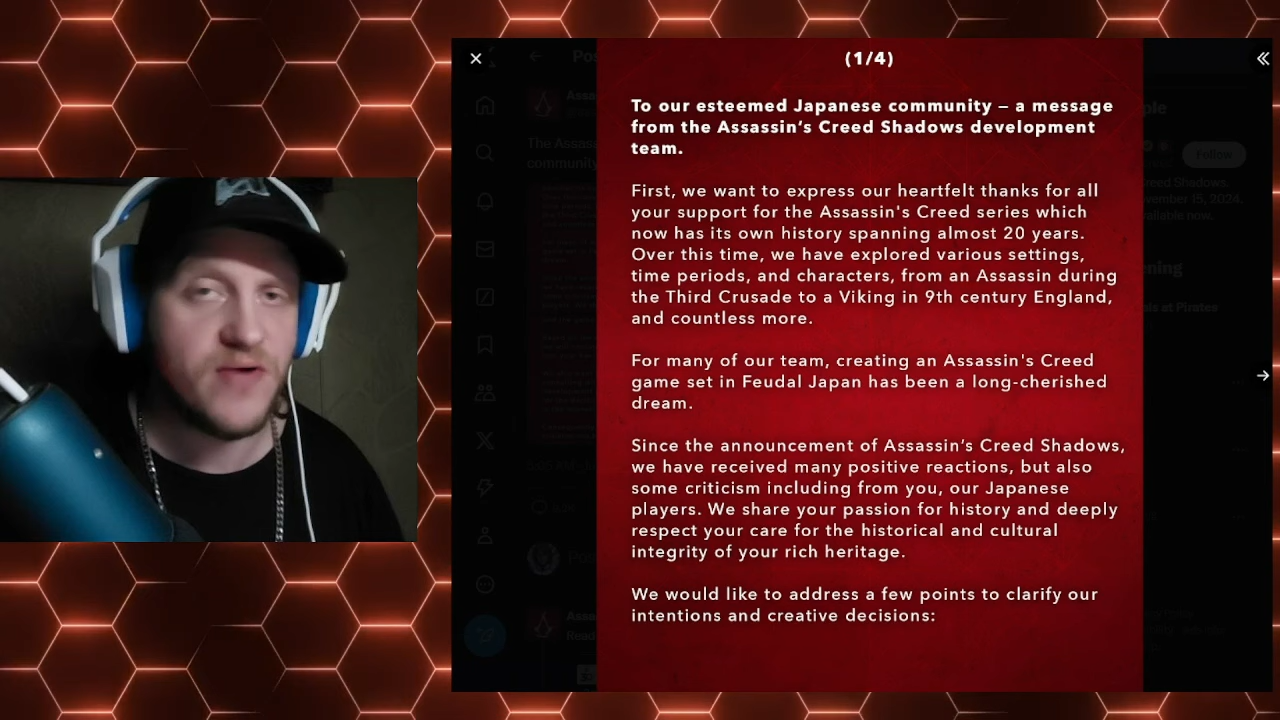 (1/4)
To our esteemed Japanese community – a message
from the Assassin’s Creed Shadows development
team.
First, we want to express our heartfelt thanks for all
your support for the Assassin's Creed series which
now has its own history spanning almost 20 years.
Over this time, we have explored various settings,
time periods, and characters, from an Assassin during
the Third Crusade to a Viking in 9th century England,
and countless more.
For many of our team, creating an Assassin's Creed
game set in Feudal Japan has been a long-cherished
dream.
Since the announcement of Assassin’s Creed Shadows,
we have received many positive reactions, but also
some criticism including from you, our Japanese
players. We share your passion for history and deeply
respect your care for the historical and cultural
integrity of your rich heritage.
We would like to address a few points to clarify our
intentions and creative decisions:
Follow